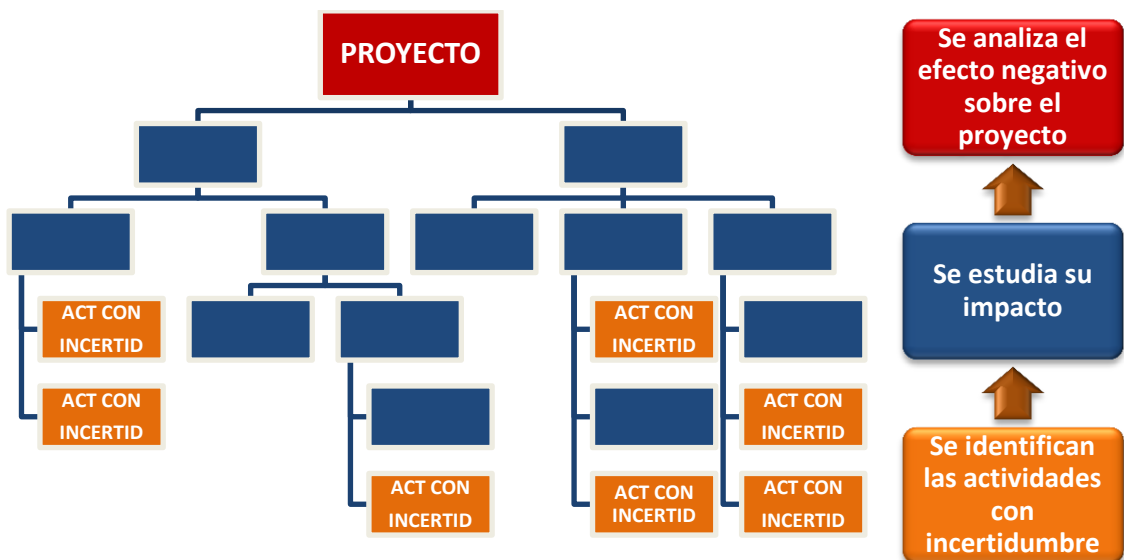 PROYECTO
ACT CON
INCERTID
ACT CON
INCERTID
ACT CON
INCERTID
ACT CON
INCERTID
ACT CON
INCERTID
ACT CON
INCERTID
ACT CON
INCERTID
Se analiza el
efecto negativo
sobre el
proyecto
Se estudia su
impacto
Se identifican
las actividades
con
incertidumbre